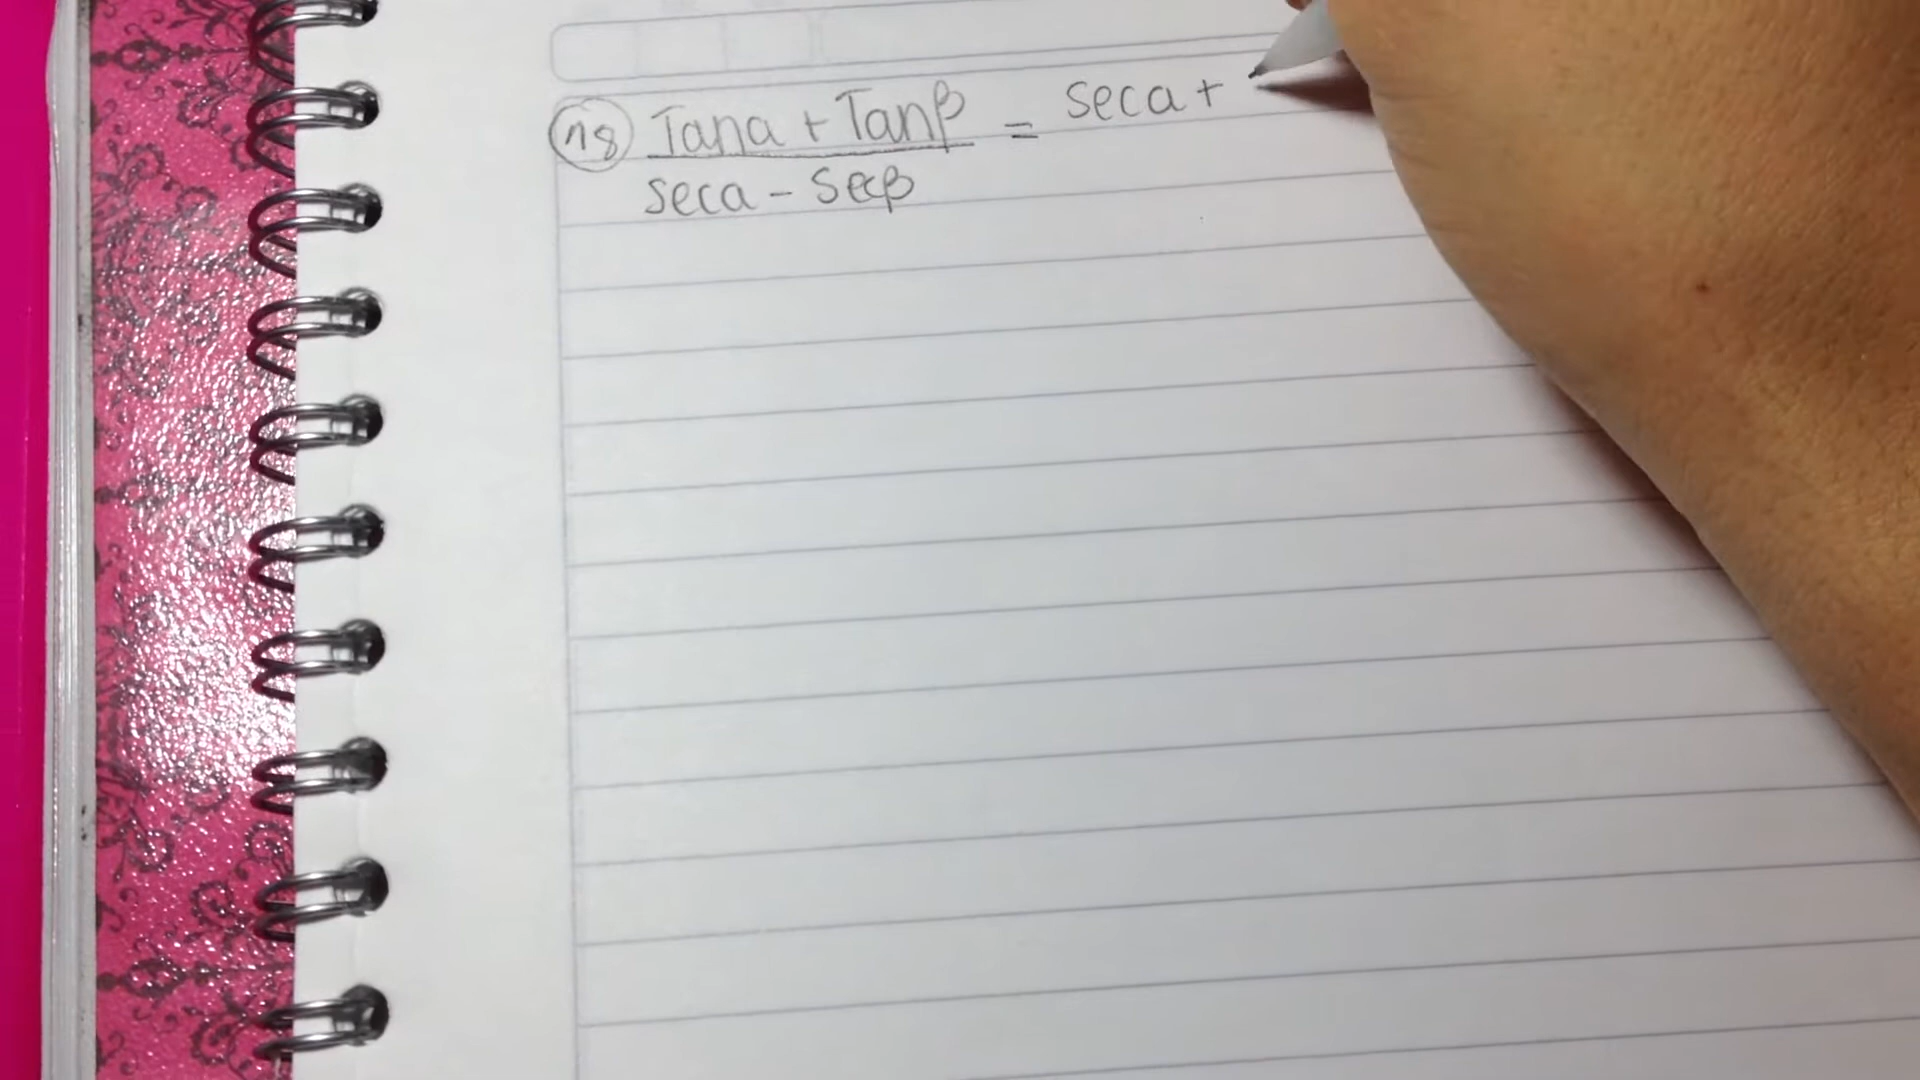 18 Tana + Tanβ = seca +
seca - secβ